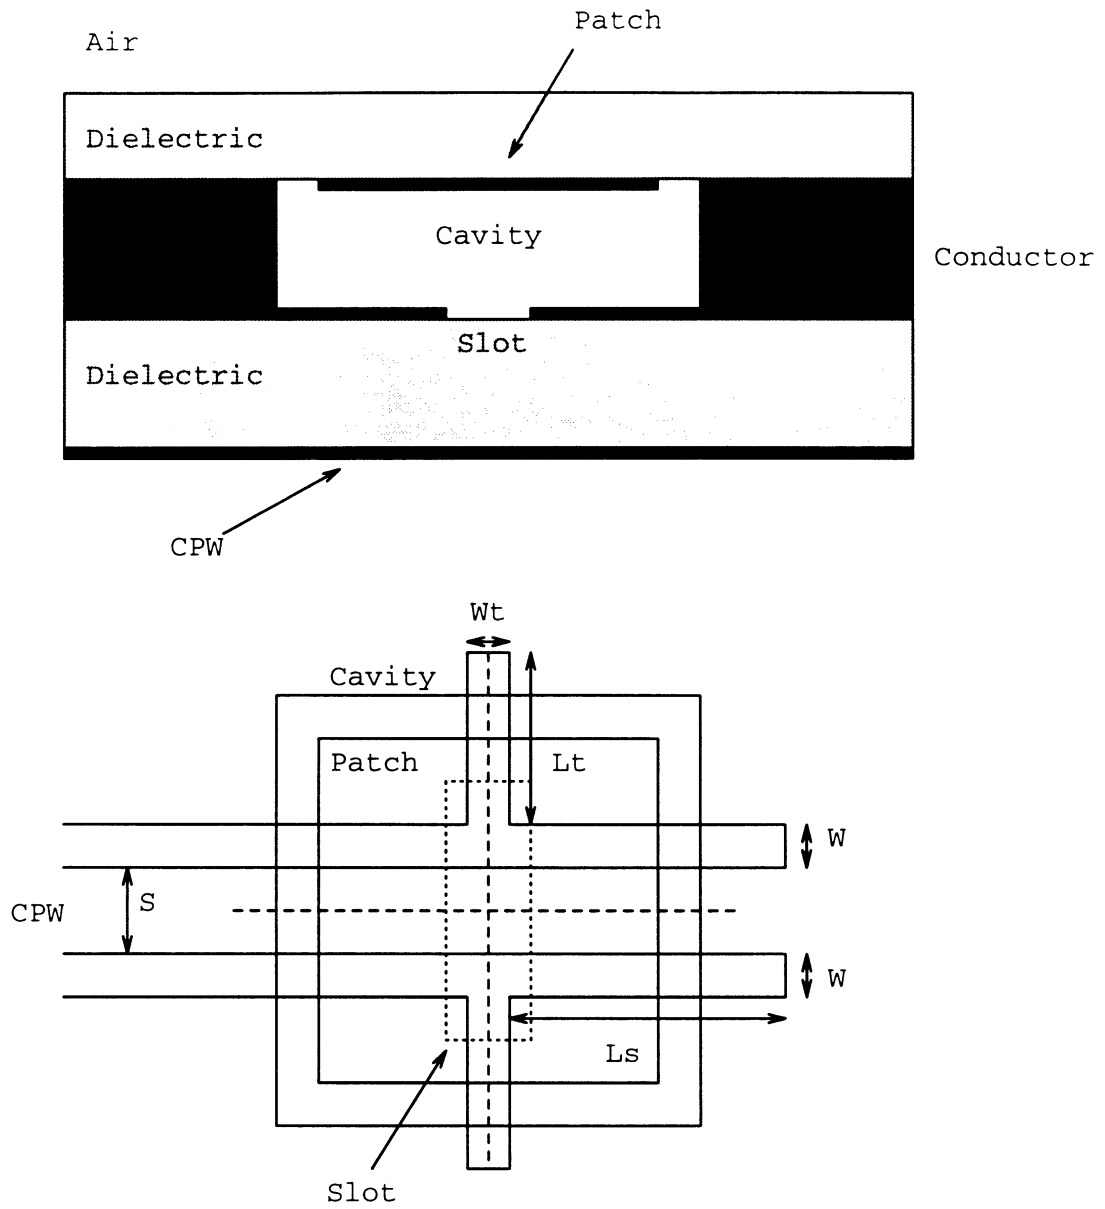 Patch
Air
Dielectric
Cavity
Conductor
Slot
Dielectric
CPW
Wt
Cavity
Patch
Lt
W
S
CPW
W
Ls
Slot